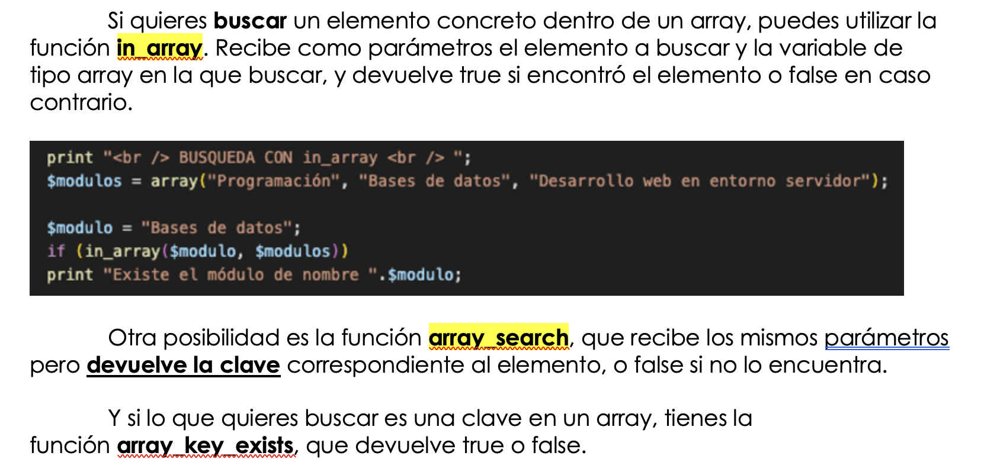 Si quieres buscar un elemento concreto dentro de un array, puedes utilizar la
función in_array. Recibe como parámetros el elemento a buscar y la variable de
tipo array en la que buscar, y devuelve true si encontró el elemento o false en caso
contrario.
print "<br /> BUSQUEDA CON in_array <br /> ";
$modulos = array("Programación", "Bases de datos", "Desarrollo web en entorno servidor");
$modulo = "Bases de datos";
if (in_array($modulo, $modulos))
print "Existe el módulo de nombre ".$modulo;
Otra posibilidad es la función array_search, que recibe los mismos parámetros
pero devuelve la clave correspondiente al elemento, o false si no lo encuentra.
Y si lo que quieres buscar es una clave en un array, tienes la
función array_key_exists, que devuelve true o false.